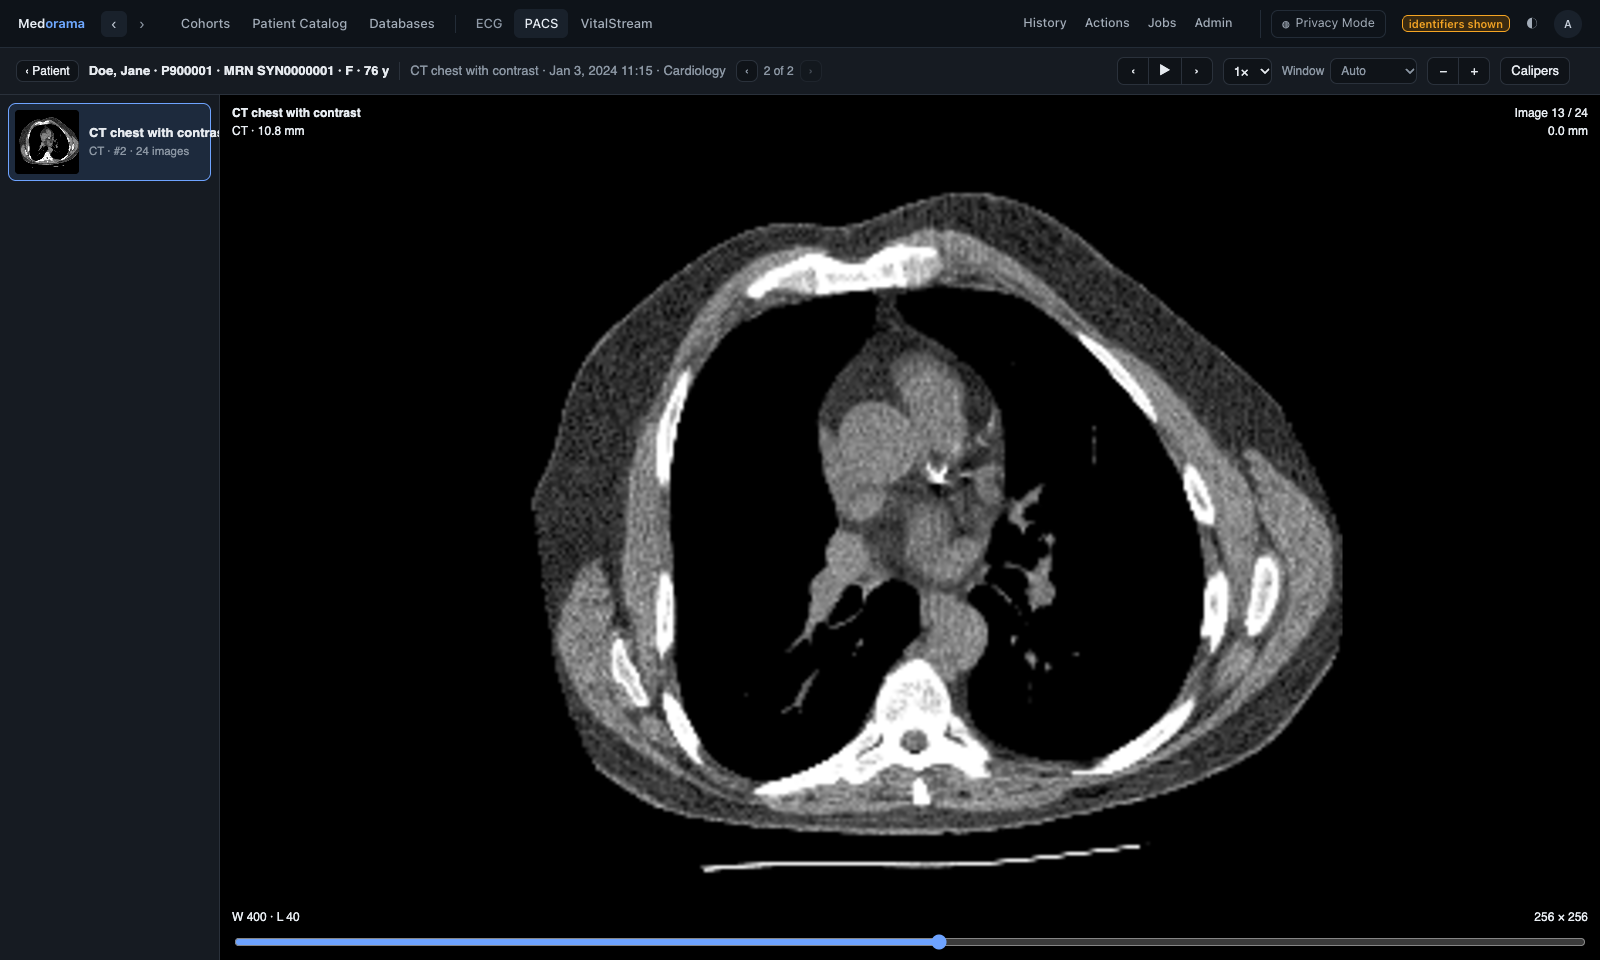 Medorama ‹ › Cohorts Patient Catalog Databases ECG PACS VitalStream History Actions Jobs Admin Privacy Mode identifiers shown A
‹ Patient Doe, Jane · P900001 · MRN SYN0000001 · F · 76 y CT chest with contrast · Jan 3, 2024 11:15 · Cardiology ‹ 2 of 2 › ‹ › 1x Window Auto − + Calipers
CT chest with contras
CT · #2 · 24 images
CT chest with contrast
CT · 10.8 mm
Image 13 / 24
0.0 mm
W 400 · L 40
256 × 256